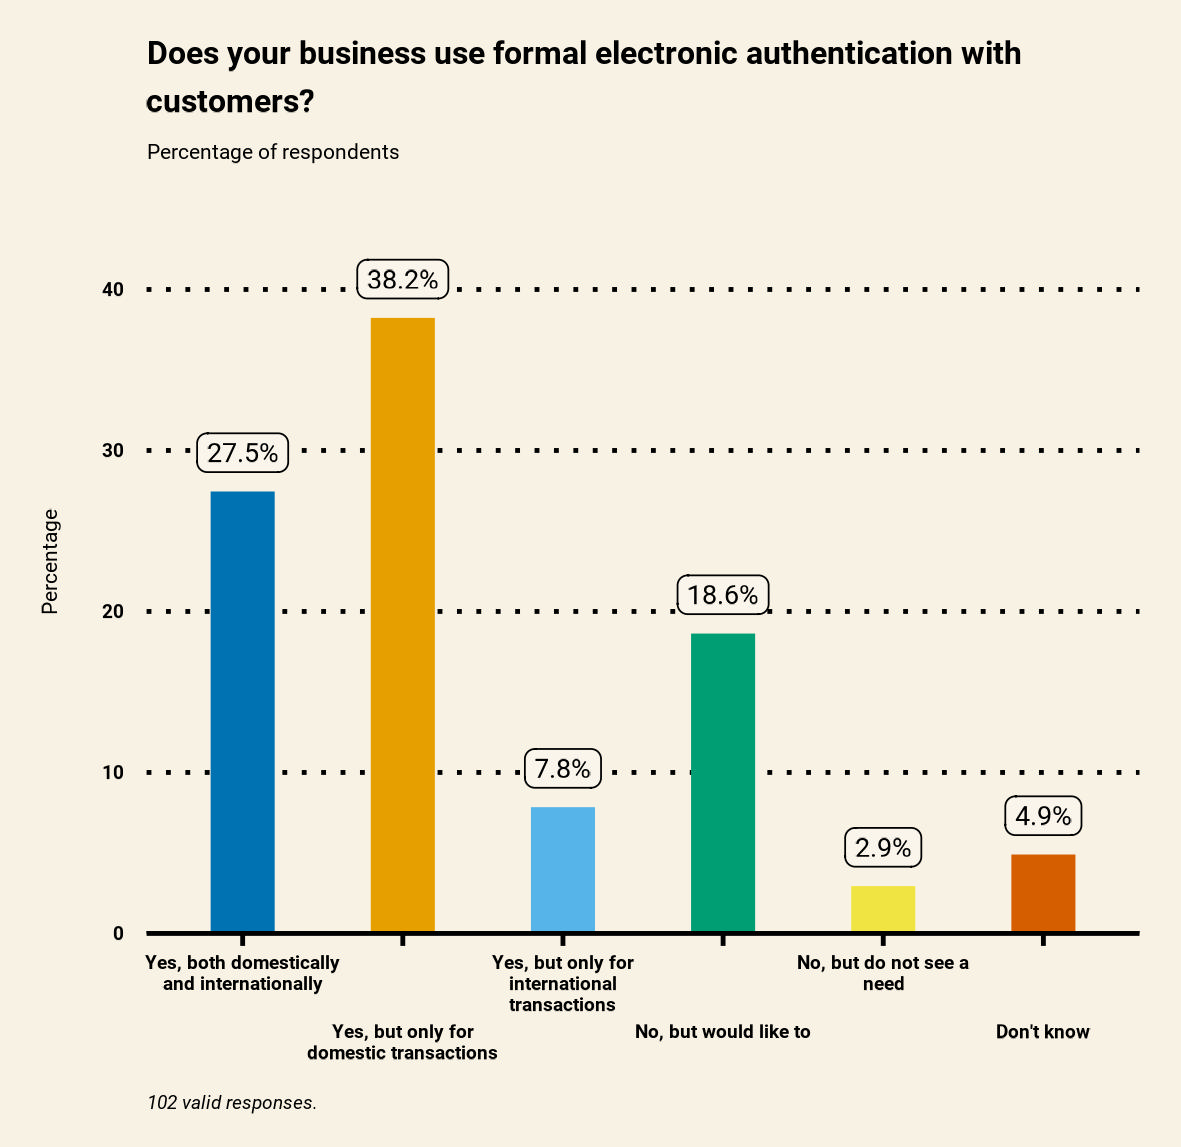 Does your business use formal electronic authentication with
customers?
Percentage of respondents
Percentage
40
30
20
10
0
38.2%
27.5%
18.6%
7.8%
4.9%
2.9%
Yes, both domestically
and internationally
Yes, but only for
domestic transactions
Yes, but only for
international
transactions
No, but would like to
No, but do not see a
need
Don't know
102 valid responses.